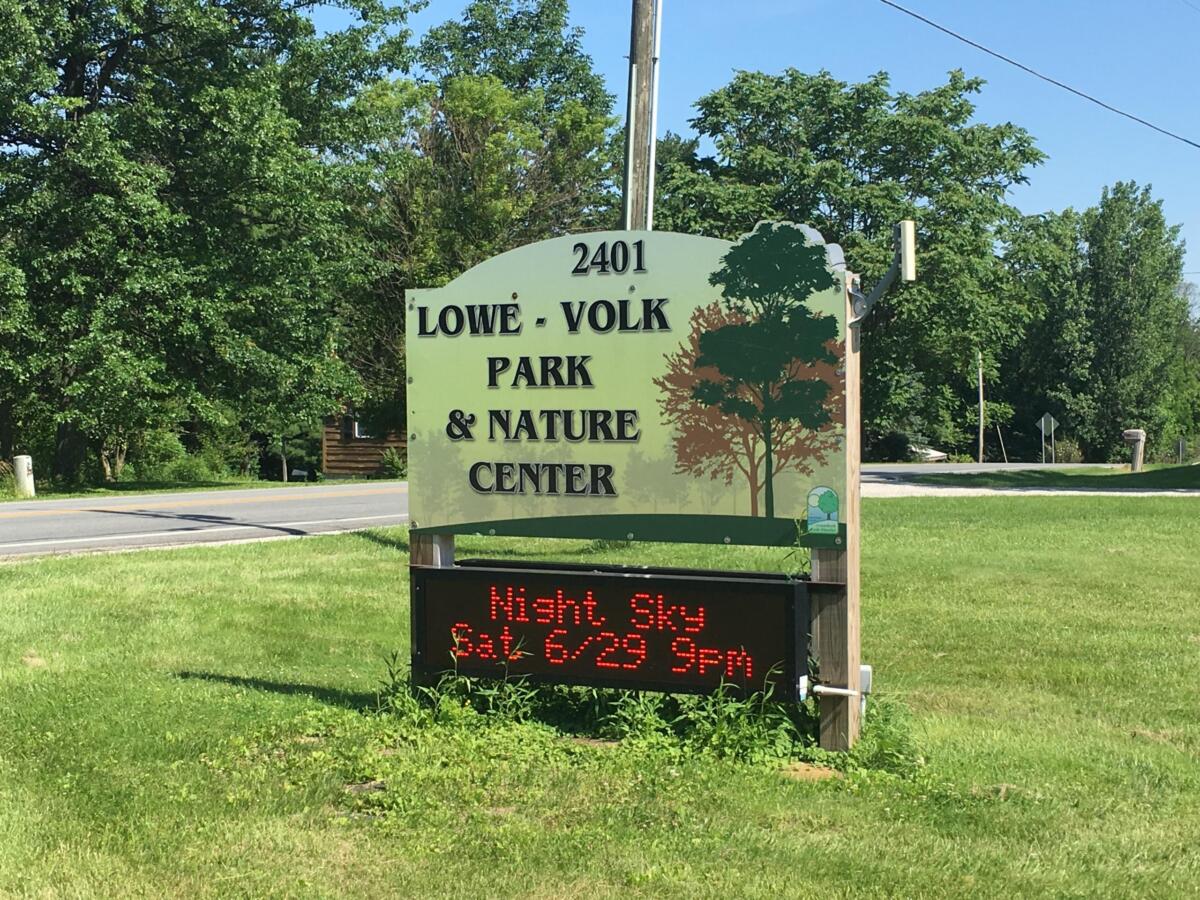 2401
LOWE - VOLK
PARK
& NATURE
CENTER
Night Sky
Sat 6/29 9pm